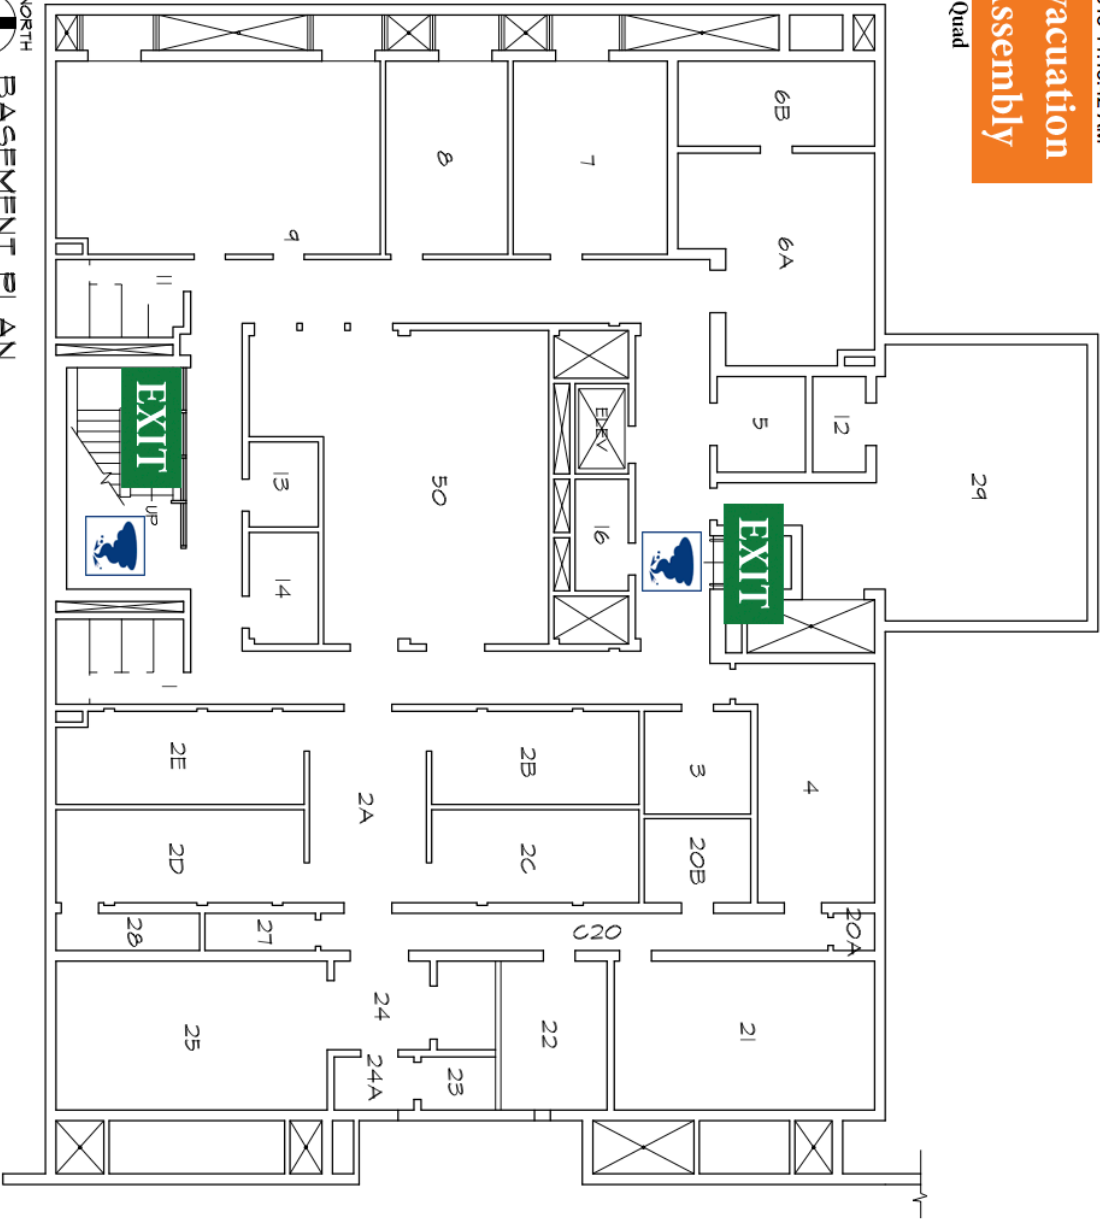 vacuation
Assembly
Quad
NORTH
BASEMENT PLAN
6B
8
7
6A
9
11
5
12
ELEV
EXIT
13
50
29
16
UP
EXIT
14
1
2E
2B
3
4
2A
2D
2C
20B
28
27
C20
20A
24
25
22
21
24A
23